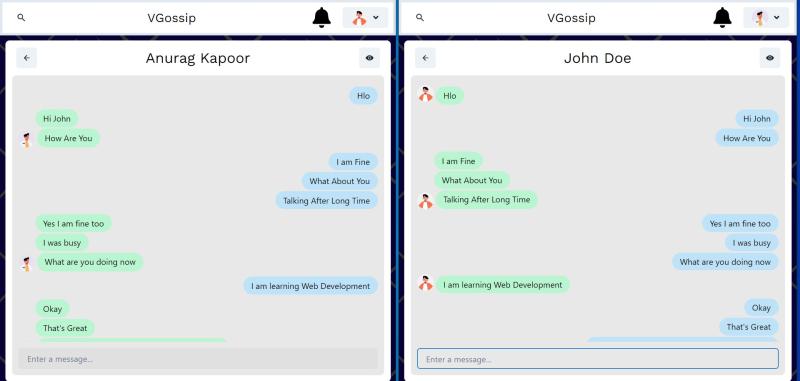 VGossip
Anurag Kapoor
Hlo
Hi John
How Are You
I am Fine
What About You
Talking After Long Time
Yes I am fine too
I was busy
What are you doing now
I am learning Web Development
Okay
That's Great
Enter a message...
VGossip
John Doe
Hlo
Hi John
How Are You
I am Fine
What About You
Talking After Long Time
Yes I am fine too
I was busy
What are you doing now
I am learning Web Development
Okay
That's Great
Enter a message...